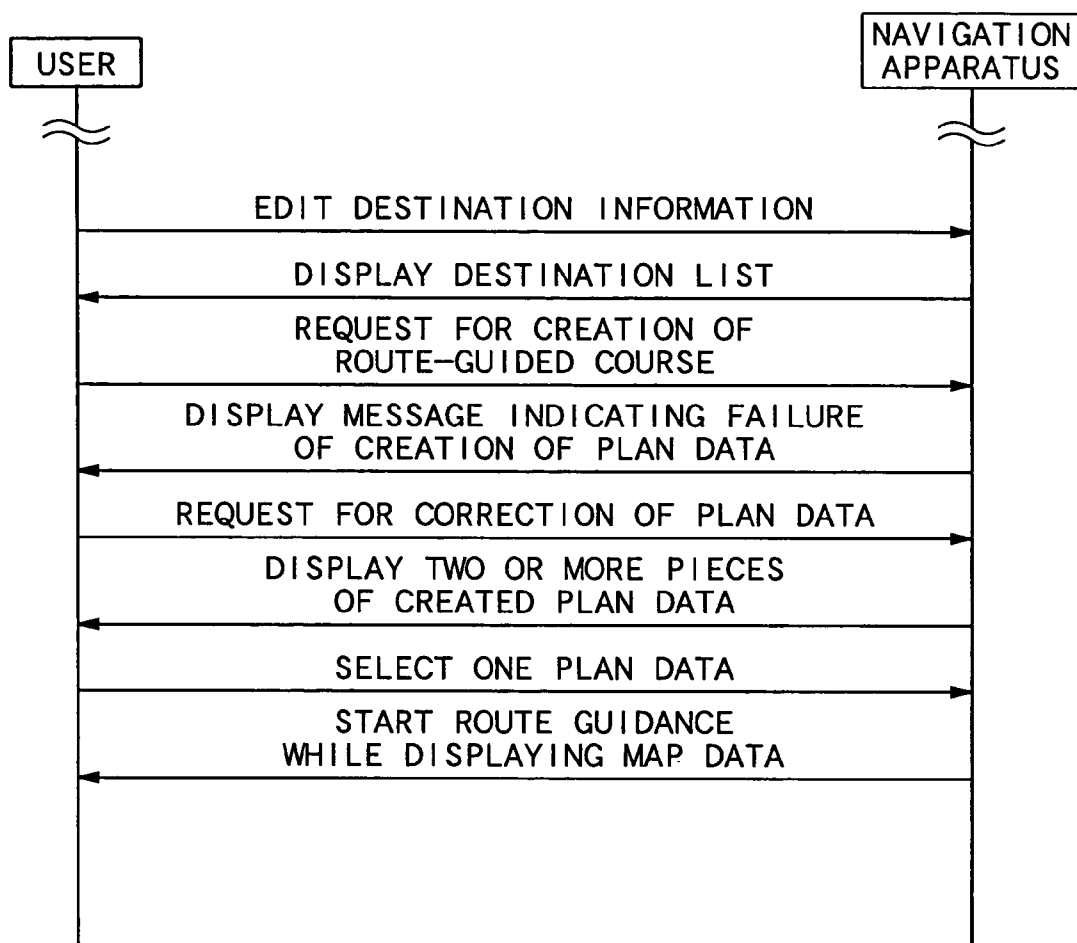 USER
NAVIGATION
APPARATUS
EDIT DESTINATION INFORMATION
DISPLAY DESTINATION LIST
REQUEST FOR CREATION OF
ROUTE-GUIDED COURSE
DISPLAY MESSAGE INDICATING FAILURE
OF CREATION OF PLAN DATA
REQUEST FOR CORRECTION OF PLAN DATA
DISPLAY TWO OR MORE PIECES
OF CREATED PLAN DATA
SELECT ONE PLAN DATA
START ROUTE GUIDANCE
WHILE DISPLAYING MAP DATA